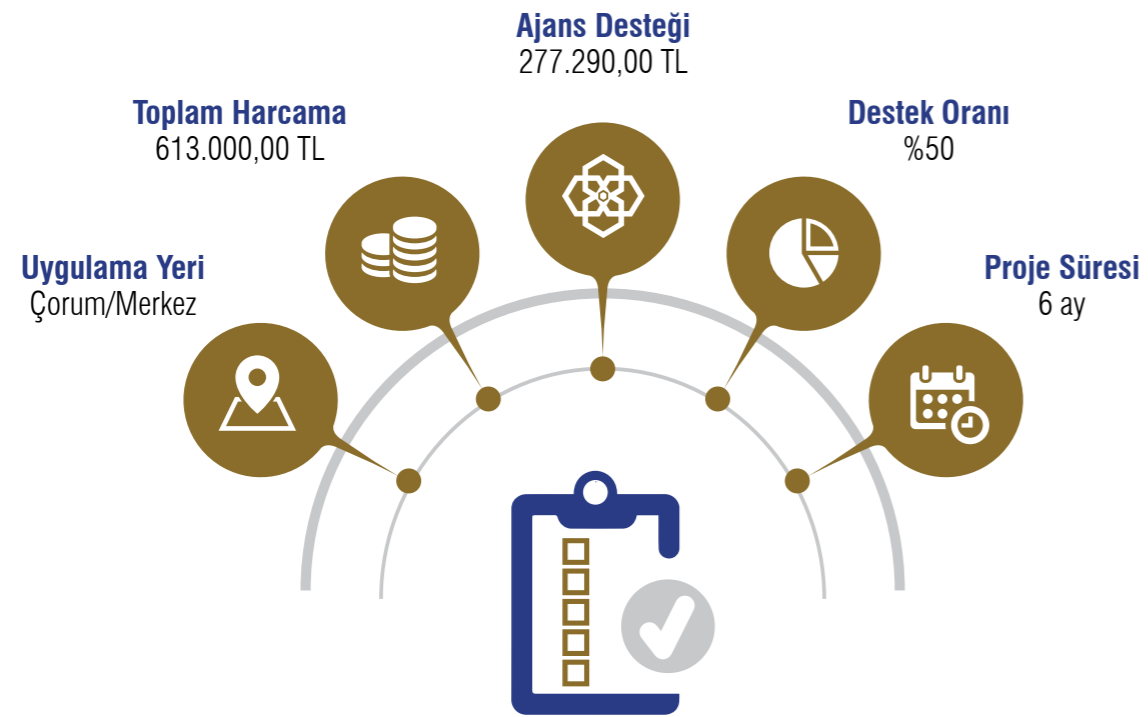 Ajans Desteği
277.290,00 TL
Toplam Harcama
613.000,00 TL
Destek Oranı
%50
Uygulama Yeri
Çorum/Merkez
Proje Süresi
6 ay